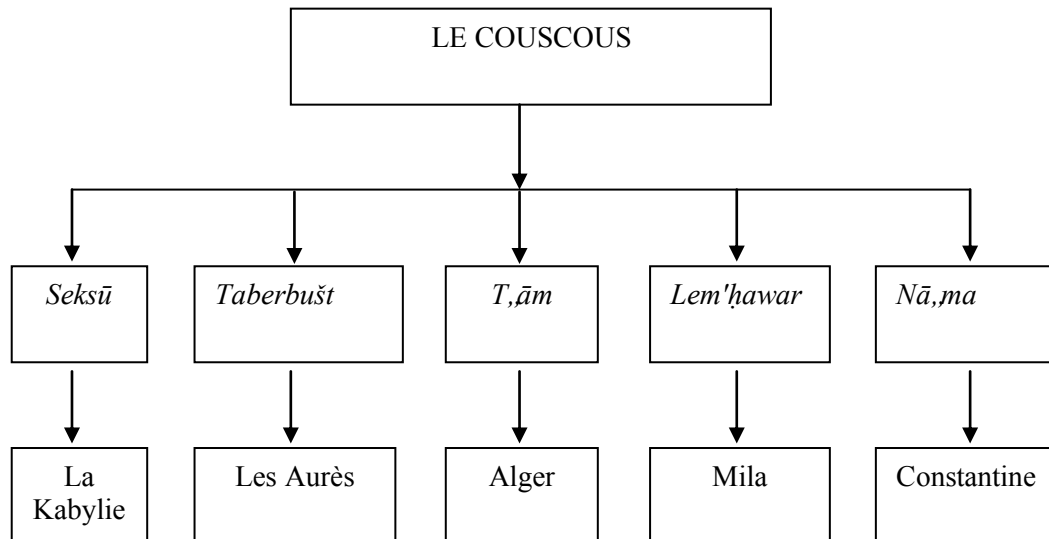 LE COUSCOUS
Seksū
Taberbušt
T,ām
Lem'ḥawar
Nā,ma
La
Kabylie
Les Aurès
Alger
Mila
Constantine